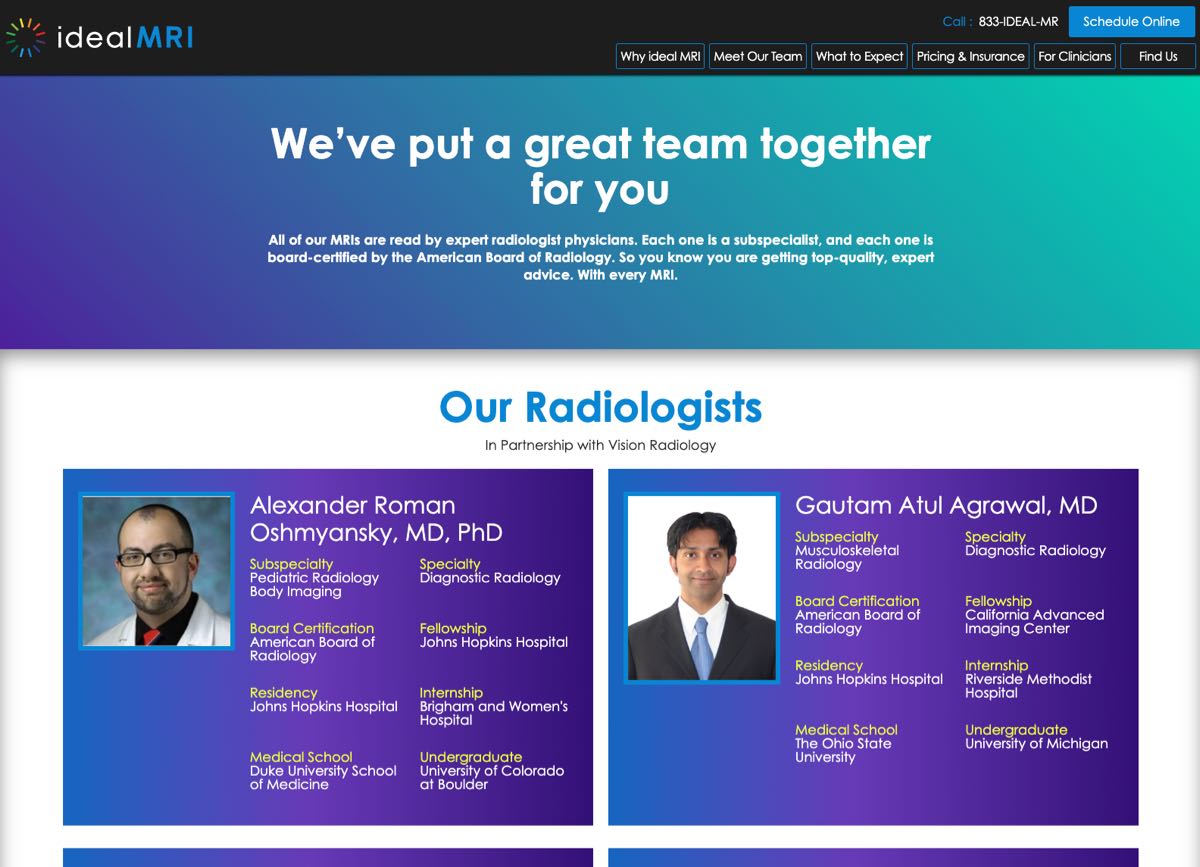 idealMRI
Call : 833-IDEAL-MR
Schedule Online
Why ideal MRI
Meet Our Team
What to Expect
Pricing & Insurance
For Clinicians
Find Us
We’ve put a great team together
for you
All of our MRIs are read by expert radiologist physicians. Each one is a subspecialist, and each one is
board-certified by the American Board of Radiology. So you know you are getting top-quality, expert
advice. With every MRI.
Our Radiologists
In Partnership with Vision Radiology
Alexander Roman
Oshmyansky, MD, PhD
Subspecialty
Pediatric Radiology
Body Imaging
Specialty
Diagnostic Radiology
Board Certification
American Board of
Radiology
Fellowship
Johns Hopkins Hospital
Residency
Johns Hopkins Hospital
Internship
Brigham and Women's
Hospital
Medical School
Duke University School
of Medicine
Undergraduate
University of Colorado
at Boulder
Gautam Atul Agrawal, MD
Subspecialty
Musculoskeletal
Radiology
Specialty
Diagnostic Radiology
Board Certification
American Board of
Radiology
Fellowship
California Advanced
Imaging Center
Residency
Johns Hopkins Hospital
Internship
Riverside Methodist
Hospital
Medical School
The Ohio State
University
Undergraduate
University of Michigan